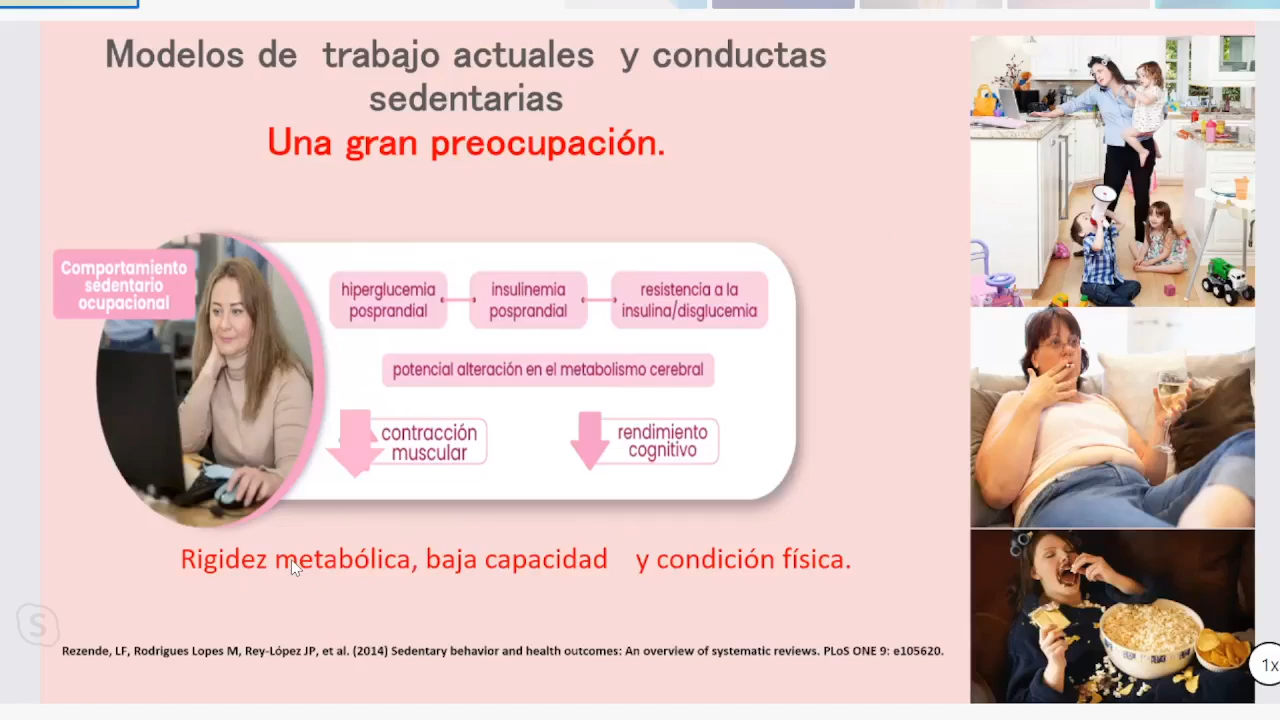 Modelos de trabajo actuales y conductas
sedentarias
Una gran preocupación.
Comportamiento
sedentario
ocupacional
hiperglucemia
posprandial
insulinemia
posprandial
resistencia a la
insulina/disglucemia
potencial alteración en el metabolismo cerebral
contracción
muscular
rendimiento
cognitivo
Rigidez metabólica, baja capacidad y condición física.
Rezende, LF, Rodrigues Lopes M, Rey-López JP, et al. (2014) Sedentary behavior and health outcomes: An overview of systematic reviews. PLoS ONE 9: e105620.
S
1x